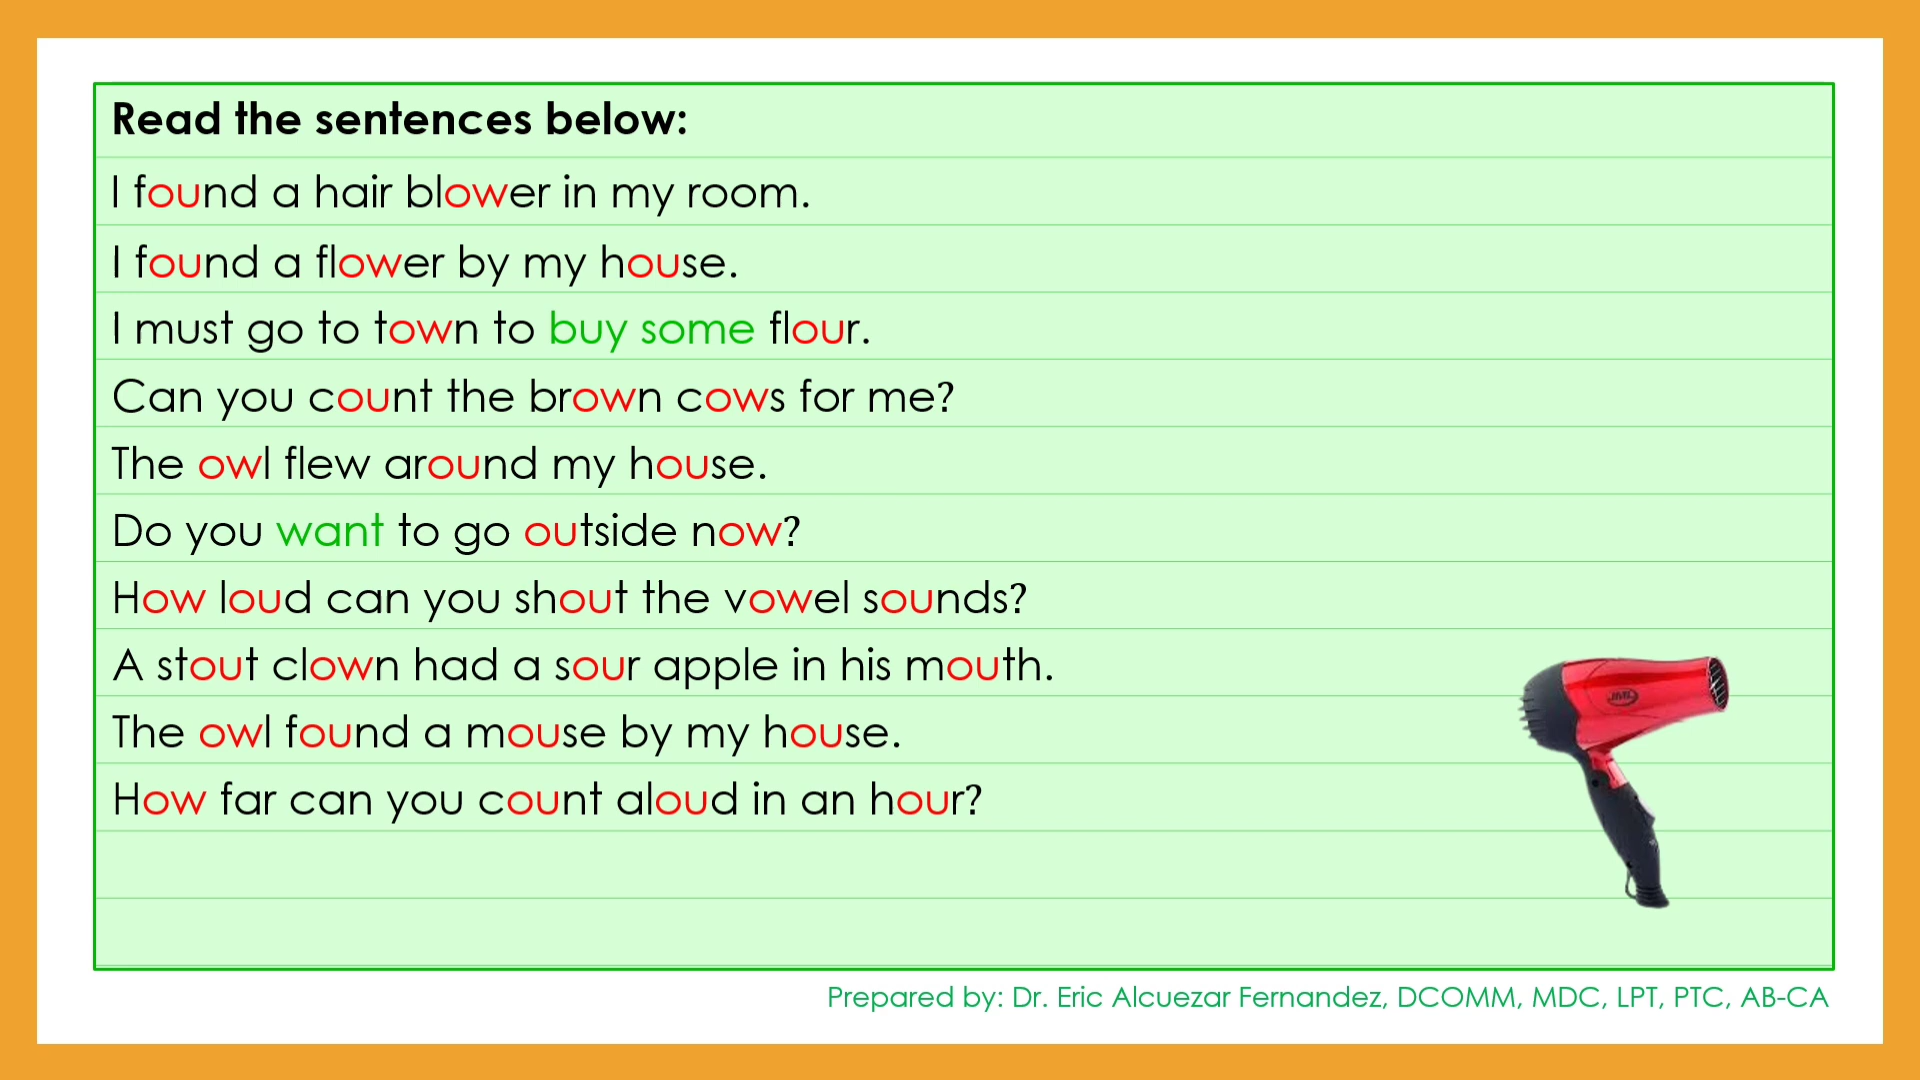 Read the sentences below:
I found a hair blower in my room.
I found a flower by my house.
I must go to town to buy some flour.
Can you count the brown cows for me?
The owl flew around my house.
Do you want to go outside now?
How loud can you shout the vowel sounds?
A stout clown had a sour apple in his mouth.
The owl found a mouse by my house.
How far can you count aloud in an hour?
Prepared by: Dr. Eric Alcuezar Fernandez, DCOMM, MDC, LPT, PTC, AB-CA